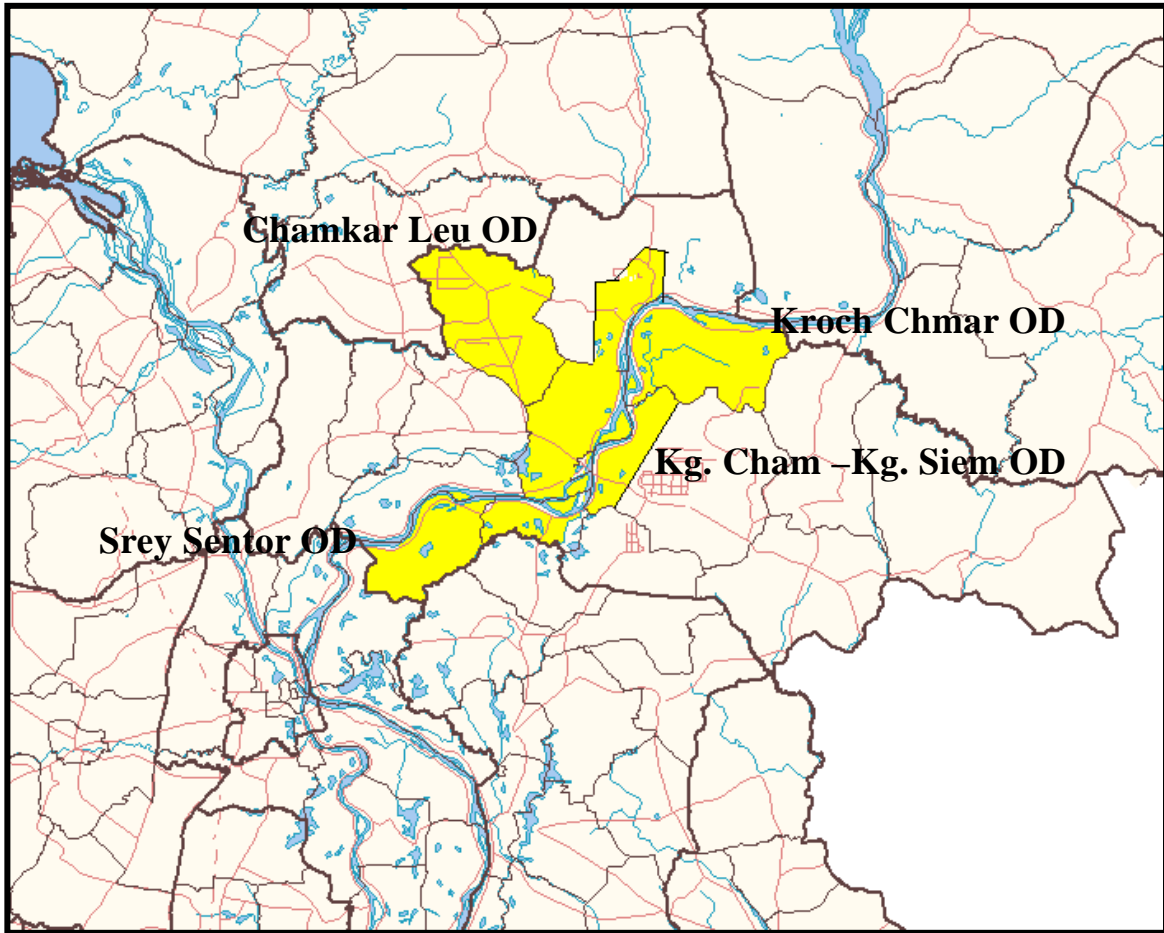 Chamkar Leu OD
Kroch Chmar OD
Kg. Cham –Kg. Siem OD
Srey Sentor OD